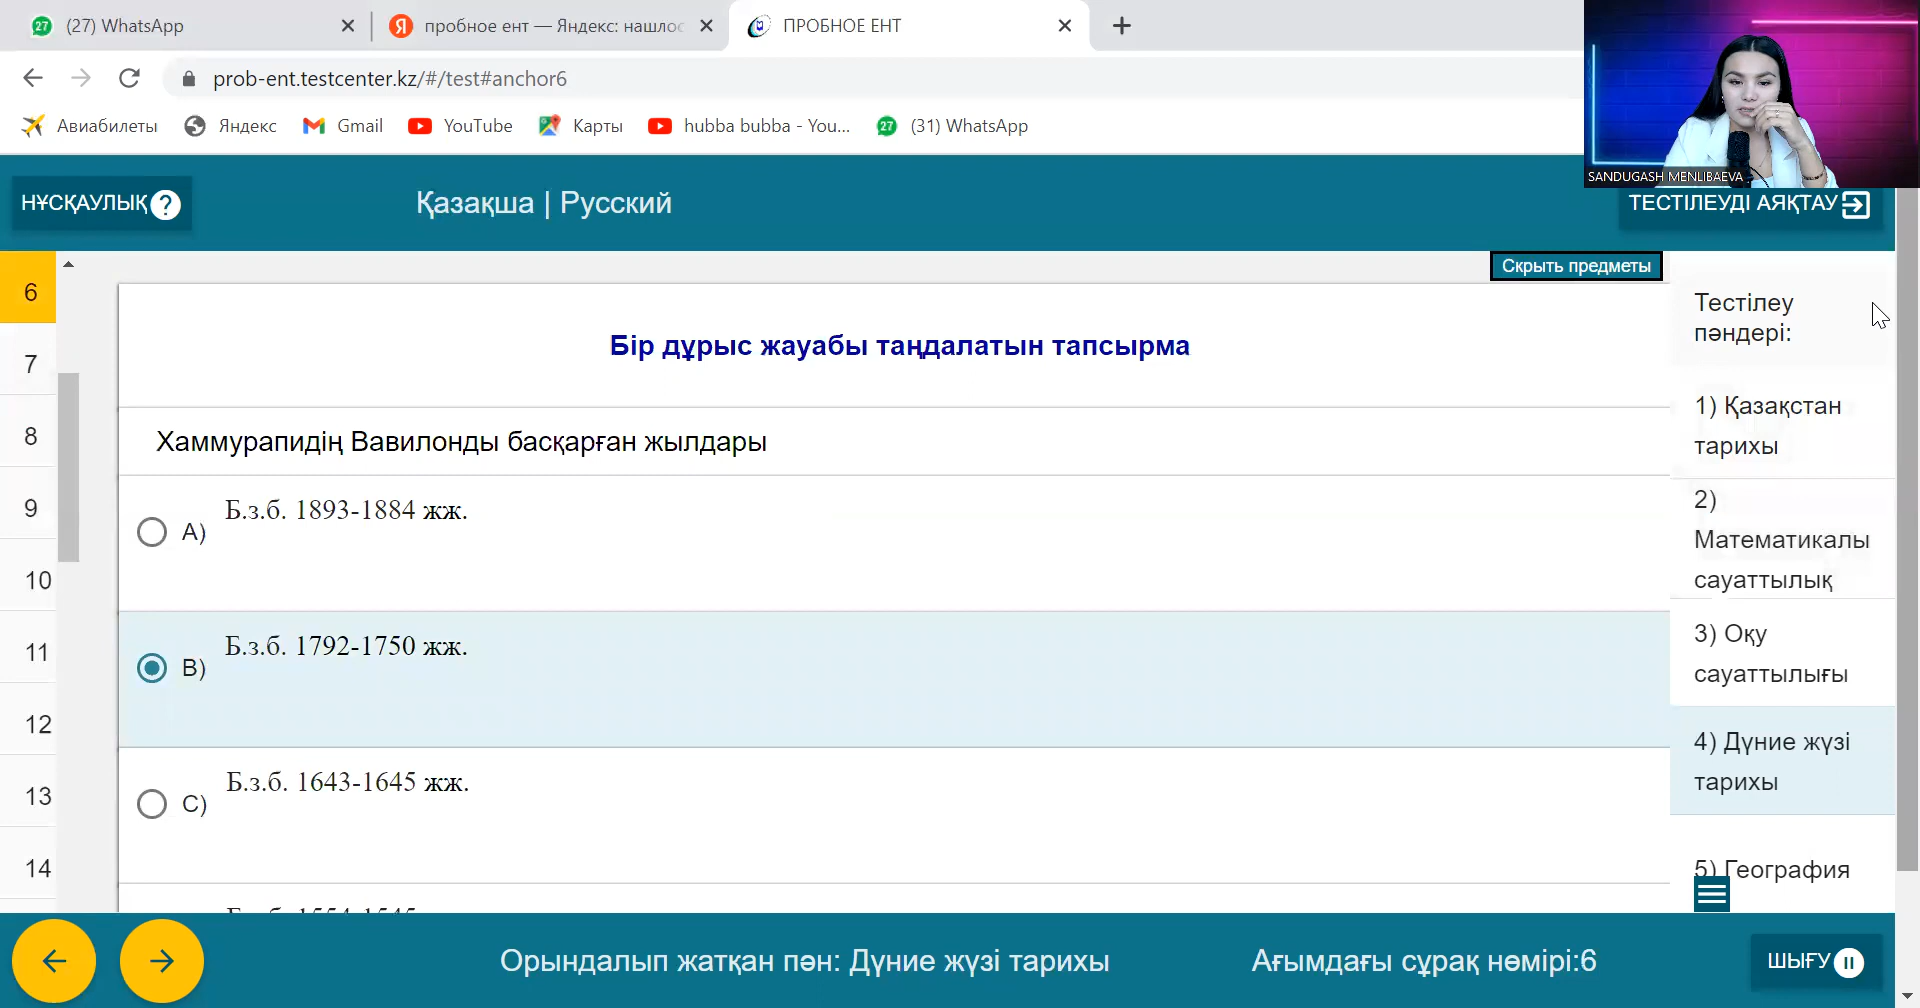 27 (27) WhatsApp
Я пробное ент — Яндекс: нашлос
ПРОБНОЕ ЕНТ
prob-ent.testcenter.kz/#/test#anchor6
Авиабилеты
Яндекс
Gmail
YouTube
Карты
hubba bubba - You...
27 (31) WhatsApp
SANDUGASH MENLIBAEVA
НҰСҚАУЛЫҚ ?
Қазақша | Русский
ТЕСТІЛЕУДІ АЯҚТАУ
Скрыть предметы
6
7
8
9
10
11
12
13
14
Бір дұрыс жауабы таңдалатын тапсырма
Хаммурапидің Вавилонды басқарған жылдары
A) Б.з.б. 1893-1884 жж.
B) Б.з.б. 1792-1750 жж.
C) Б.з.б. 1643-1645 жж.
Тестілеу
пәндері:
1) Қазақстан
тарихы
2)
Математикалы
сауаттылық
3) Оқу
сауаттылығы
4) Дүние жүзі
тарихы
5) География
Орындалып жатқан пән: Дүние жүзі тарихы
Ағымдағы сұрақ нөмірі:6
ШЫҒУ